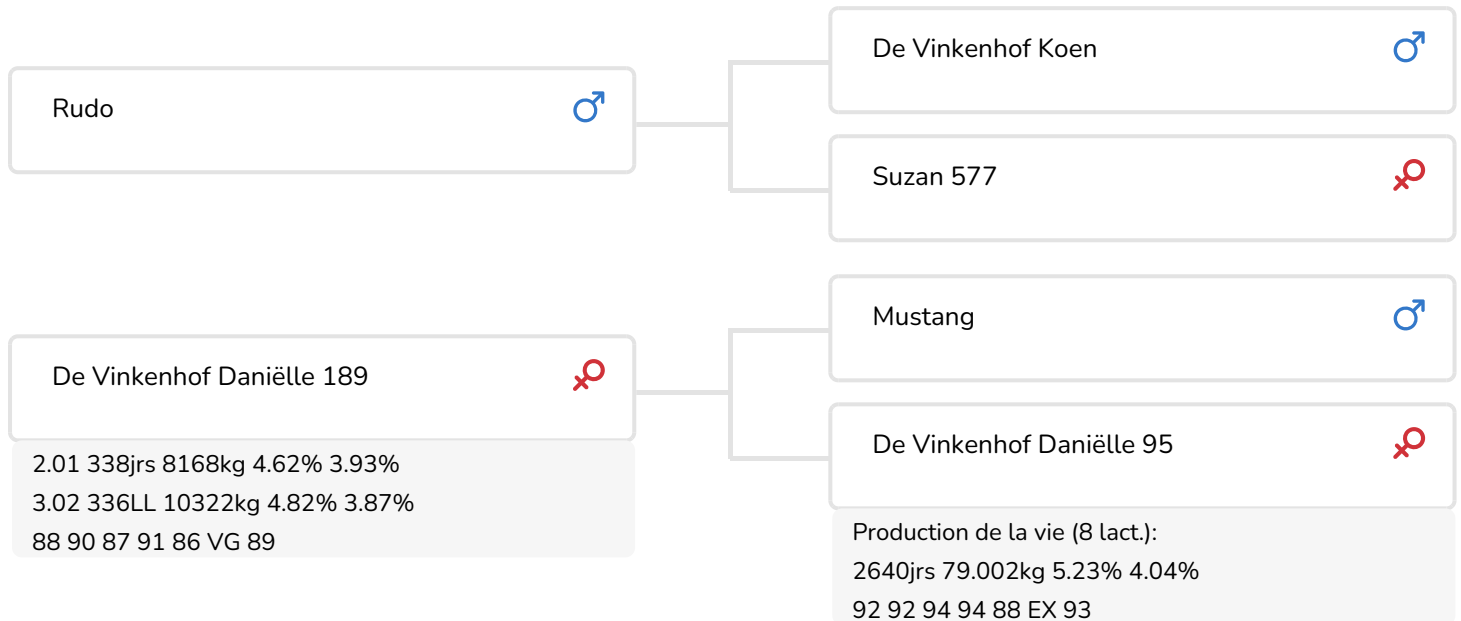 Rudo
De Vinkenhof Koen
Suzan 577
De Vinkenhof Daniëlle 189
2.01 338jrs 8168kg 4.62% 3.93%
3.02 336LL 10322kg 4.82% 3.87%
88 90 87 91 86 VG 89
Mustang
De Vinkenhof Daniëlle 95
Production de la vie (8 lact.):
2640jrs 79.002kg 5.23% 4.04%
92 92 94 94 88 EX 93